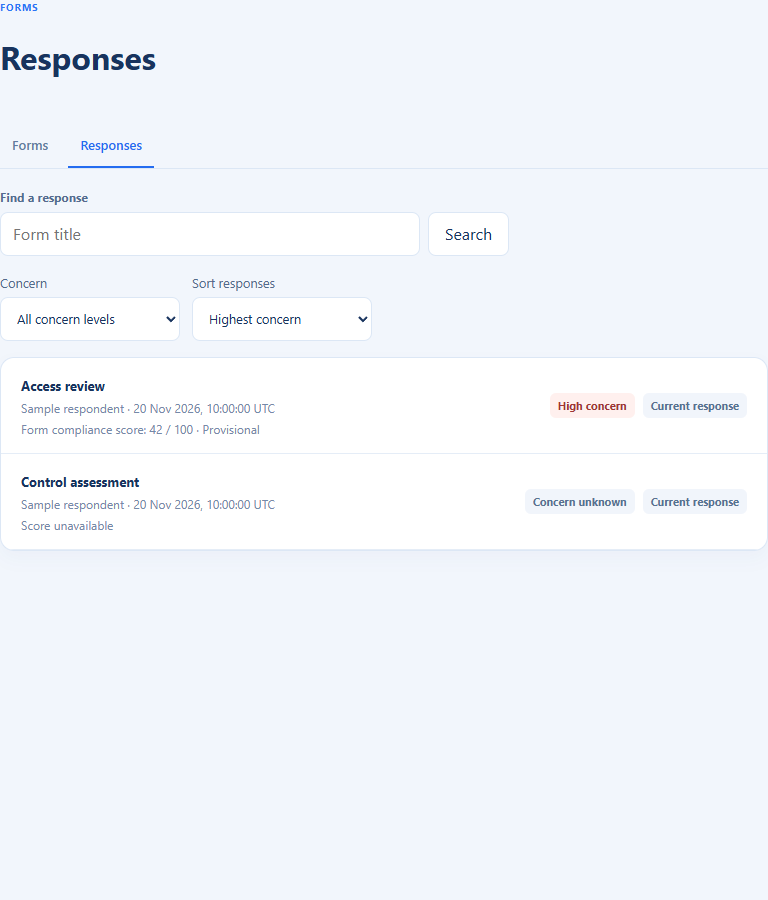 FORMS
Responses
Forms
Responses
Find a response
Form title
Search
Concern
Sort responses
All concern levels
Highest concern
Access review
Sample respondent · 20 Nov 2026, 10:00:00 UTC
Form compliance score: 42 / 100 · Provisional
High concern
Current response
Control assessment
Sample respondent · 20 Nov 2026, 10:00:00 UTC
Score unavailable
Concern unknown
Current response